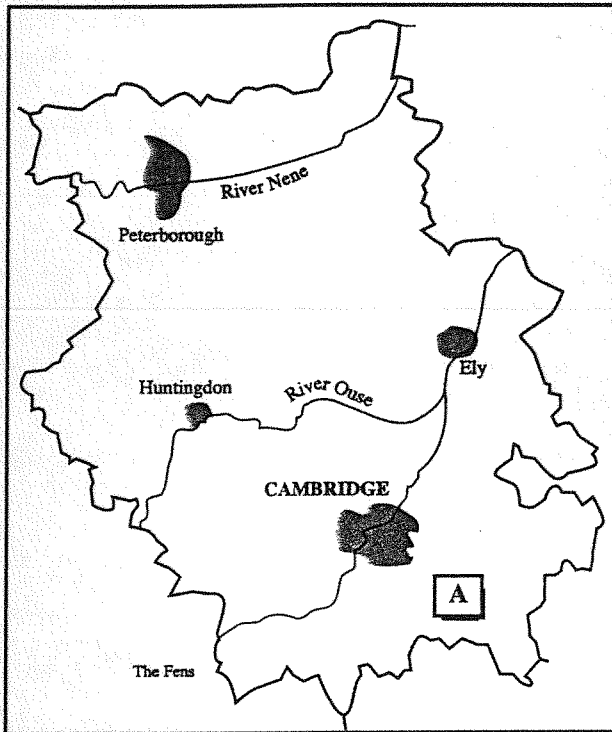 River Nene
Peterborough
Ely
Huntingdon
River Ouse
CAMBRIDGE
A
The Fens